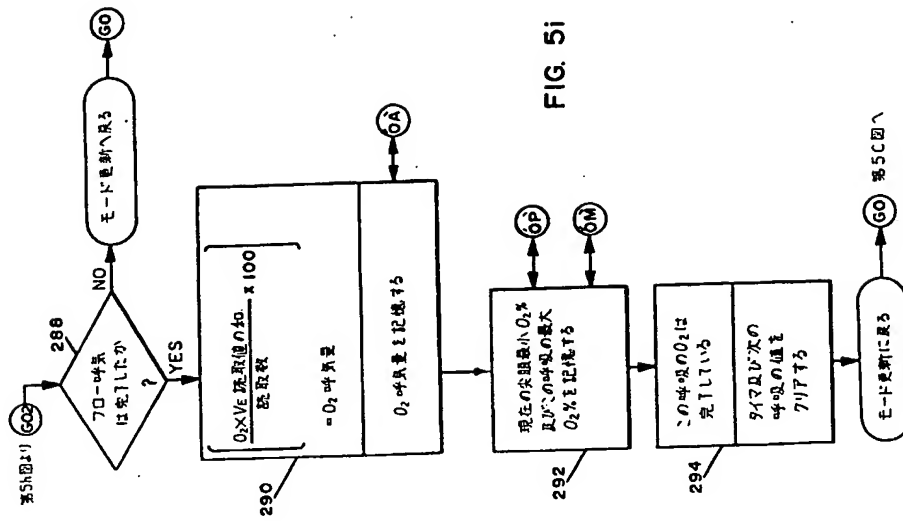 第5h図より
GO2
288
フロー呼気
は完了したか
?
NO
モード更新へ戻る
GO
YES
290
O₂×VE 読取値の和
読取数
×100
=O₂呼気量
O₂呼気量を記憶する
OA
292
現在の尖頭最小O₂%
及びこの呼吸の最大
O₂%を記憶する
OP
OM
294
この呼吸のO₂は
完了している
タイマ及び次の
呼吸の値を
クリアする
モード更新に戻る
GO
第5C図へ
FIG. 5i